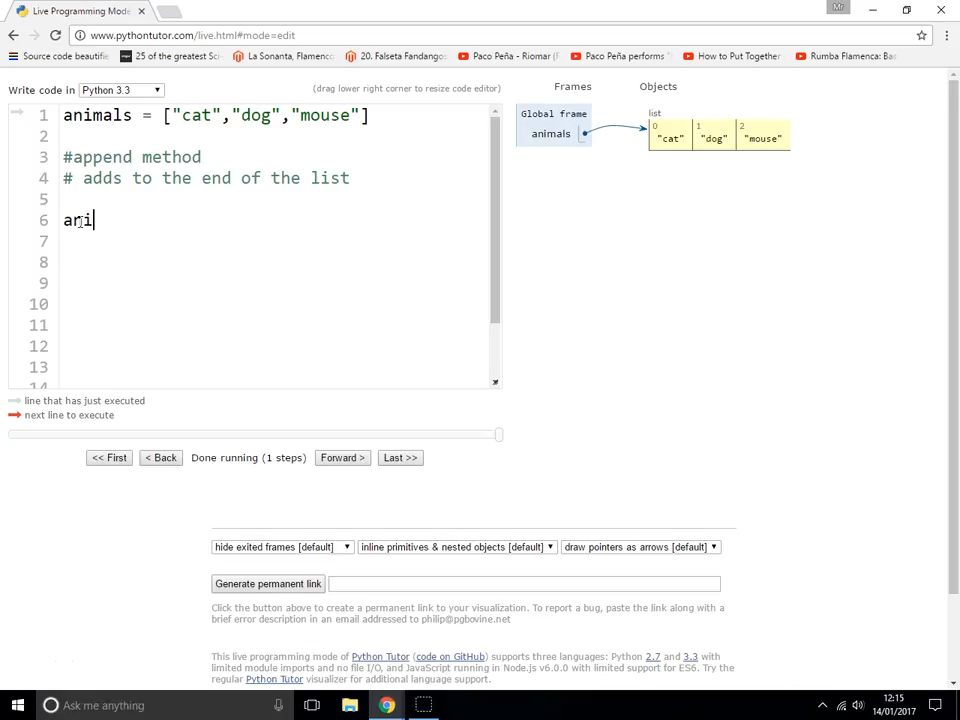 Live Programming Mode
Mr
www.pythontutor.com/live.html#mode=edit
Source code beautifie
25 of the greatest Sci-
La Sonanta, Flamenco
20. Falseta Fandangos
Paco Peña - Riomar (F
Paco Peña performs "
How to Put Together
Rumba Flamenca: Bas
Write code in Python 3.3
(drag lower right corner to resize code editor)
Frames
Objects
1 animals = ["cat","dog","mouse"]
2
3 #append method
4 # adds to the end of the list
5
6 ani
7
8
9
10
11
12
13
14
Global frame
animals
list
0 1 2
"cat" "dog" "mouse"
line that has just executed
next line to execute
<< First
< Back
Done running (1 steps)
Forward >
Last >>
hide exited frames [default]
inline primitives & nested objects [default]
draw pointers as arrows [default]
Generate permanent link
Click the button above to create a permanent link to your visualization. To report a bug, paste the link along with a
brief error description in an email addressed to philip@pgbovine.net
This live programming mode of Python Tutor (code on GitHub) supports three languages: Python 2.7 and 3.3 with
limited module imports and no file I/O, and JavaScript running in Node.js v6.0.0 with limited support for ES6. Try the
regular Python Tutor visualizer for additional language support.
Ask me anything
12:15
14/01/2017